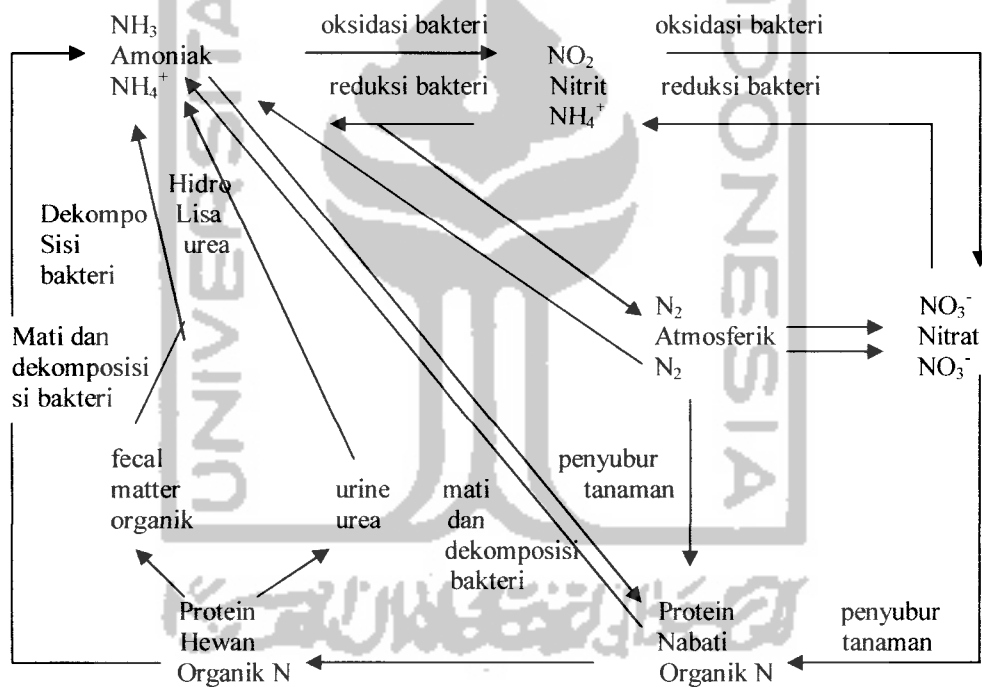 NH₃
Amoniak
NH₄⁺
oksidasi bakteri
reduksi bakteri
NO₂
Nitrit
NH₄⁺
oksidasi bakteri
reduksi bakteri
Hidro
Lisa
urea
Dekompo
Sisi
bakteri
Mati dan
dekomposisi
si bakteri
N₂
Atmosferik
N₂
NO₃⁻
Nitrat
NO₃⁻
fecal
matter
organik
urine
urea
mati
dan
dekomposisi
bakteri
penyubur
tanaman
Protein
Hewan
Organik N
Protein
Nabati
Organik N
penyubur
tanaman
UNIVERSITA
INDONESIA